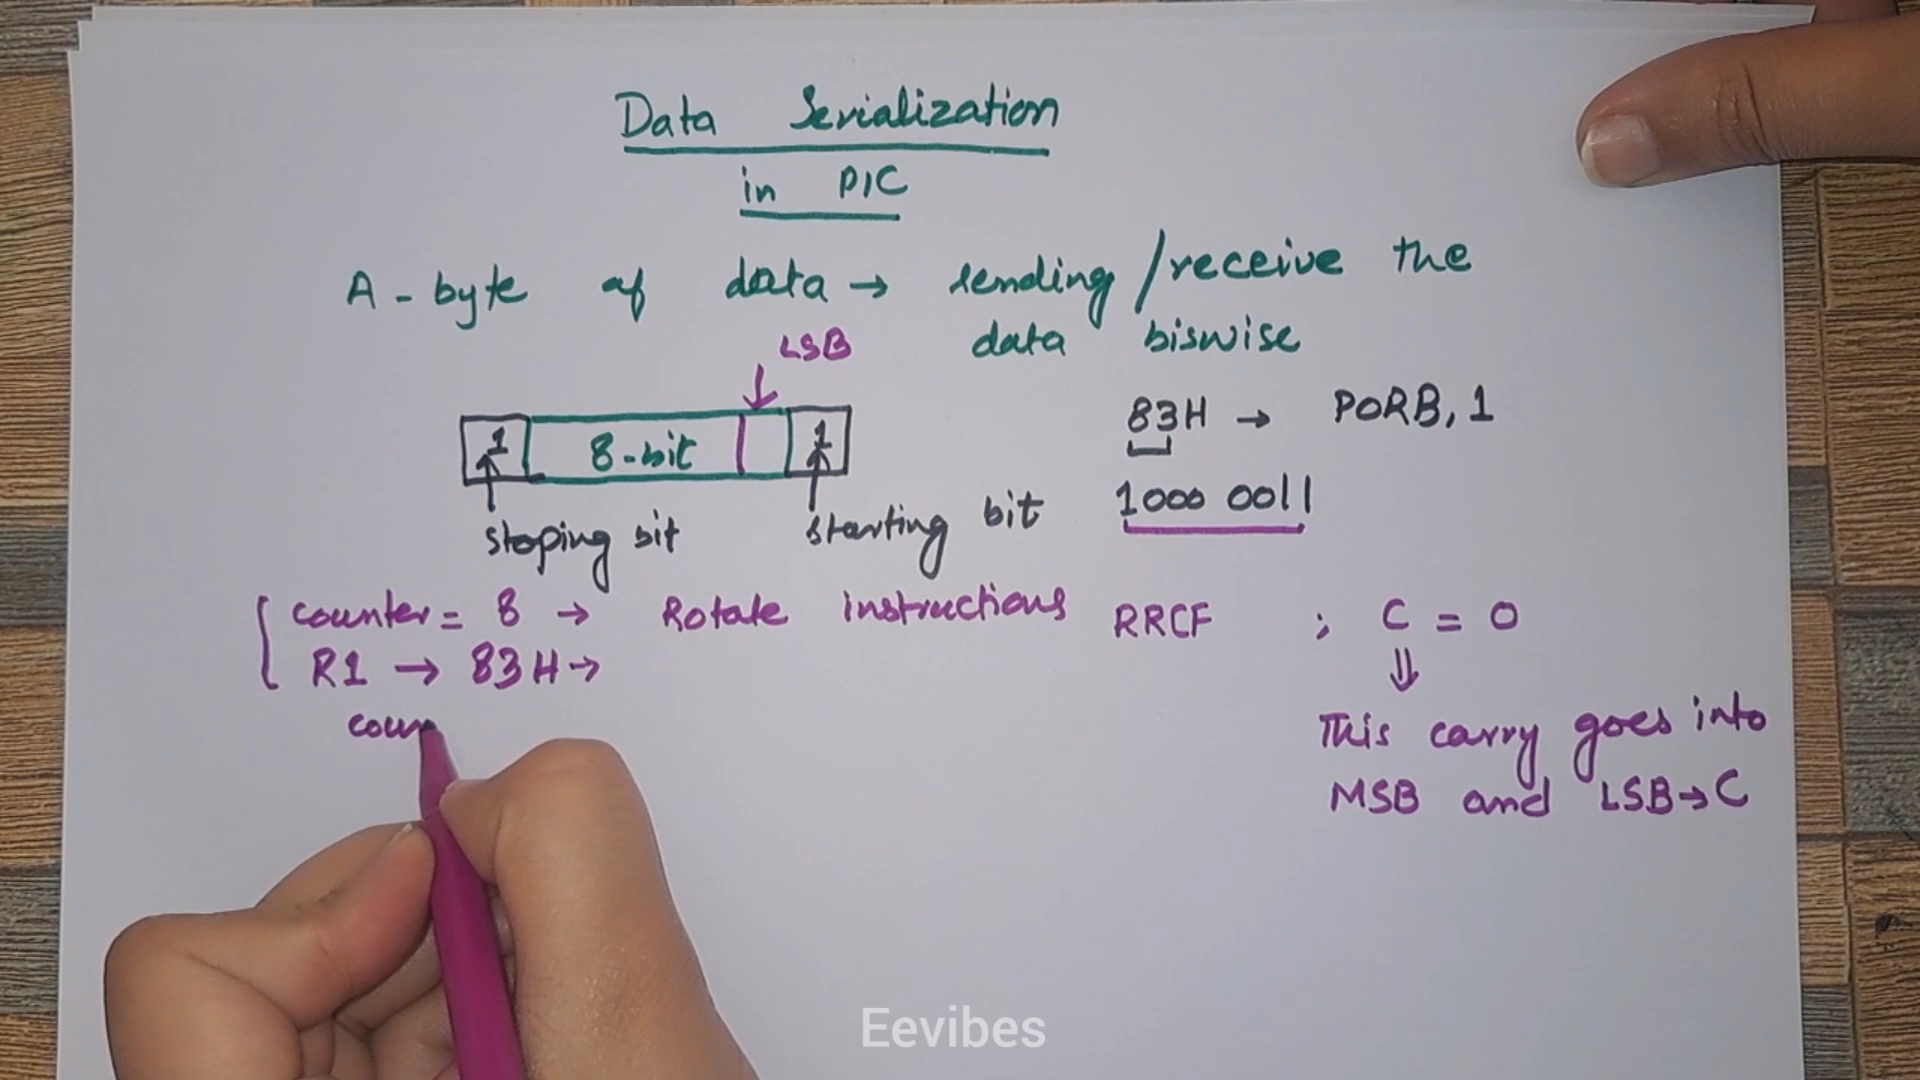 Data Serialization
in PIC
A-byte of data → sending/receive the
data biswise
LSB
1 8-bit 1
stoping bit
starting bit
83H → PORB,1
1000 0011
counter = 8 → Rotate instructions RRCF ; C = 0
R1 → 83H →
⇓
This carry goes into
MSB and LSB→C
coun
Eevibes